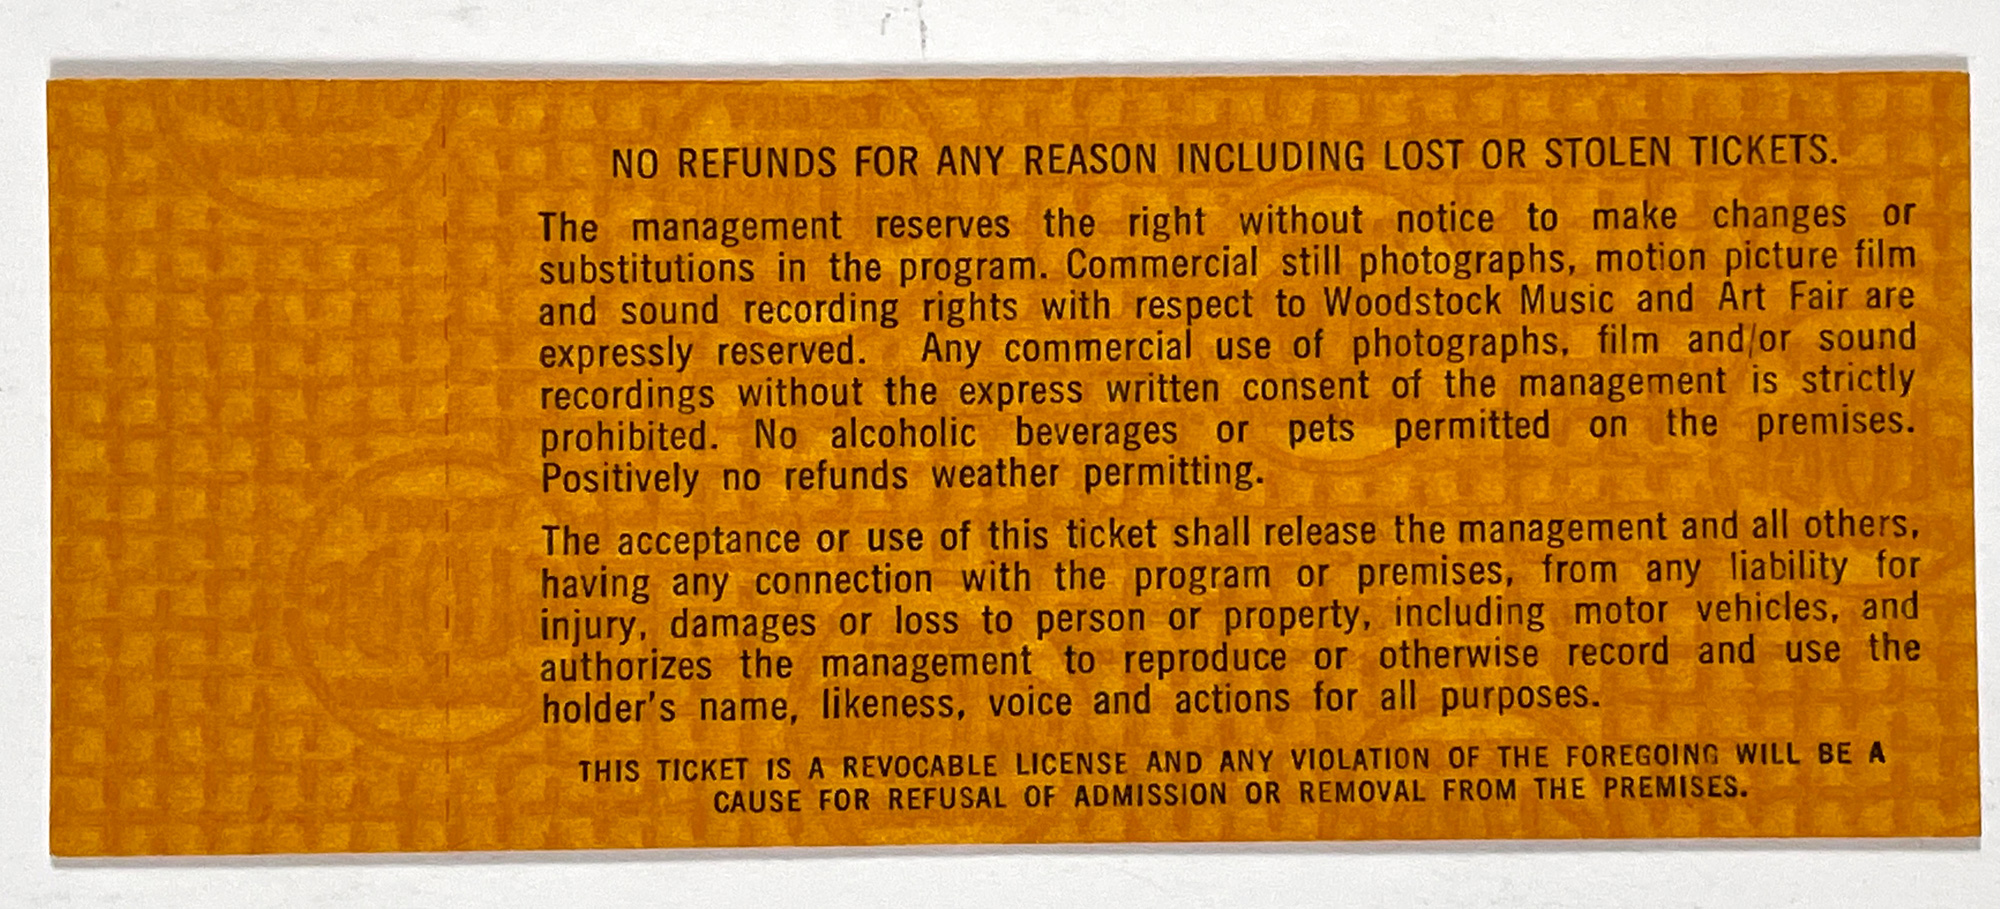 NO REFUNDS FOR ANY REASON INCLUDING LOST OR STOLEN TICKETS.
The management reserves the right without notice to make changes or
substitutions in the program. Commercial still photographs, motion picture film
and sound recording rights with respect to Woodstock Music and Art Fair are
expressly reserved. Any commercial use of photographs, film and/or sound
recordings without the express written consent of the management is strictly
prohibited. No alcoholic beverages or pets permitted on the premises.
Positively no refunds weather permitting.
The acceptance or use of this ticket shall release the management and all others,
having any connection with the program or premises, from any liability for
injury, damages or loss to person or property, including motor vehicles, and
authorizes the management to reproduce or otherwise record and use the
holder's name, likeness, voice and actions for all purposes.
THIS TICKET IS A REVOCABLE LICENSE AND ANY VIOLATION OF THE FOREGOING WILL BE A
CAUSE FOR REFUSAL OF ADMISSION OR REMOVAL FROM THE PREMISES.